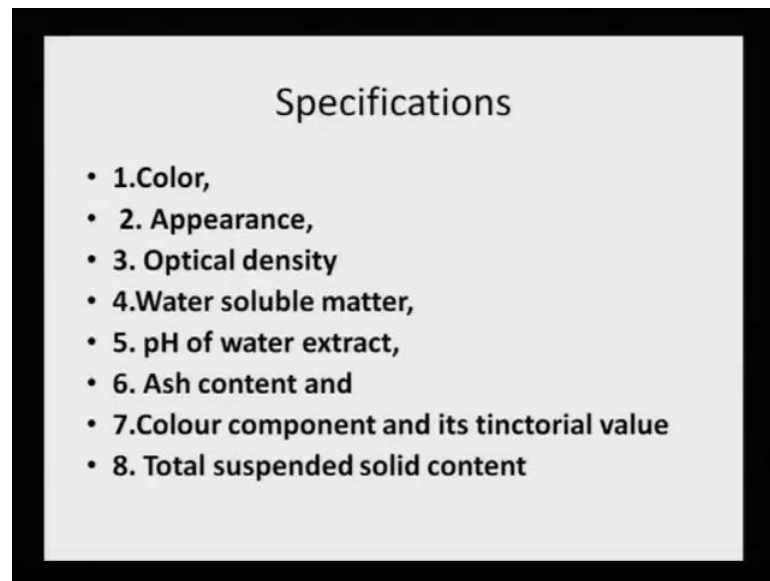 Specifications
• 1.Color,
• 2. Appearance,
• 3. Optical density
• 4.Water soluble matter,
• 5. pH of water extract,
• 6. Ash content and
• 7.Colour component and its tinctorial value
• 8. Total suspended solid content